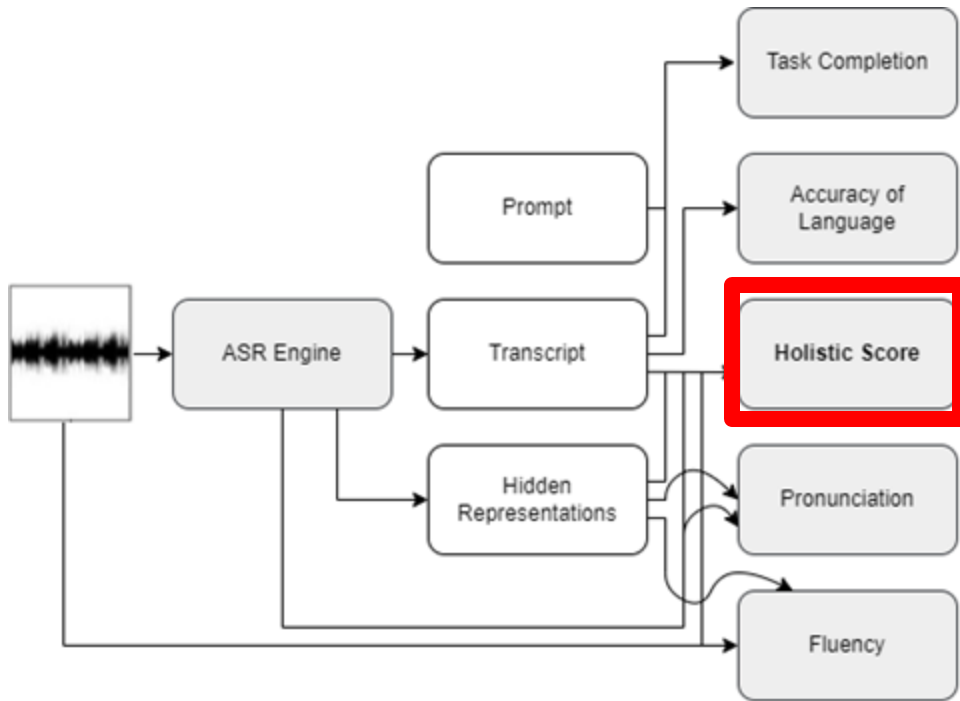 Task Completion
Prompt
Accuracy of
Language
ASR Engine
Transcript
Holistic Score
Hidden
Representations
Pronunciation
Fluency